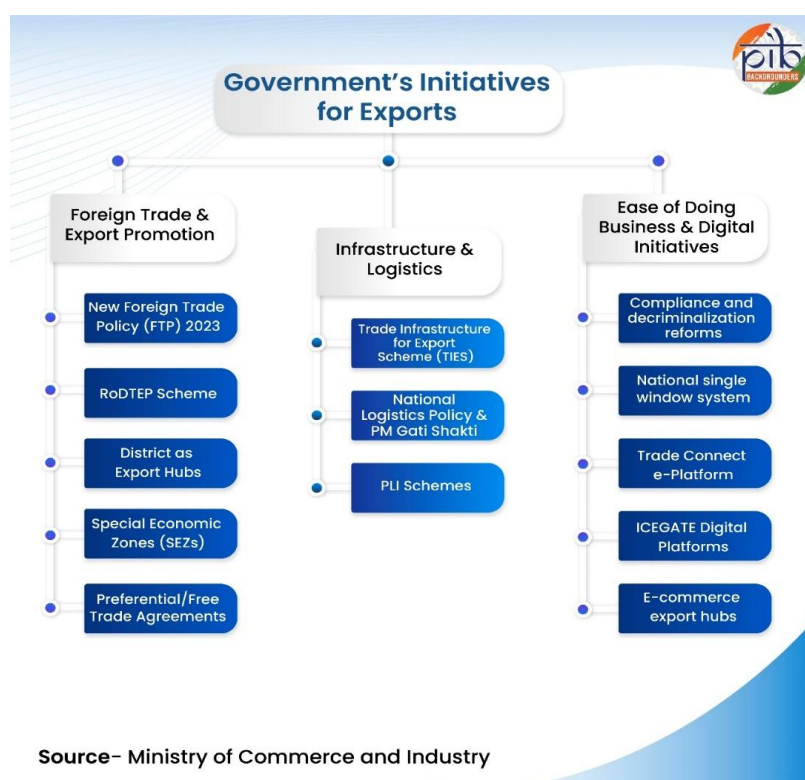 pib
BACKGROUNDERS
Government's Initiatives
for Exports
Foreign Trade &
Export Promotion
New Foreign Trade
Policy (FTP) 2023
RoDTEP Scheme
District as
Export Hubs
Special Economic
Zones (SEZs)
Preferential/Free
Trade Agreements
Infrastructure &
Logistics
Trade Infrastructure
for Export
Scheme (TIES)
National
Logistics Policy &
PM Gati Shakti
PLI Schemes
Ease of Doing
Business & Digital
Initiatives
Compliance and
decriminalization
reforms
National single
window system
Trade Connect
e-Platform
ICEGATE Digital
Platforms
E-commerce
export hubs
Source- Ministry of Commerce and Industry